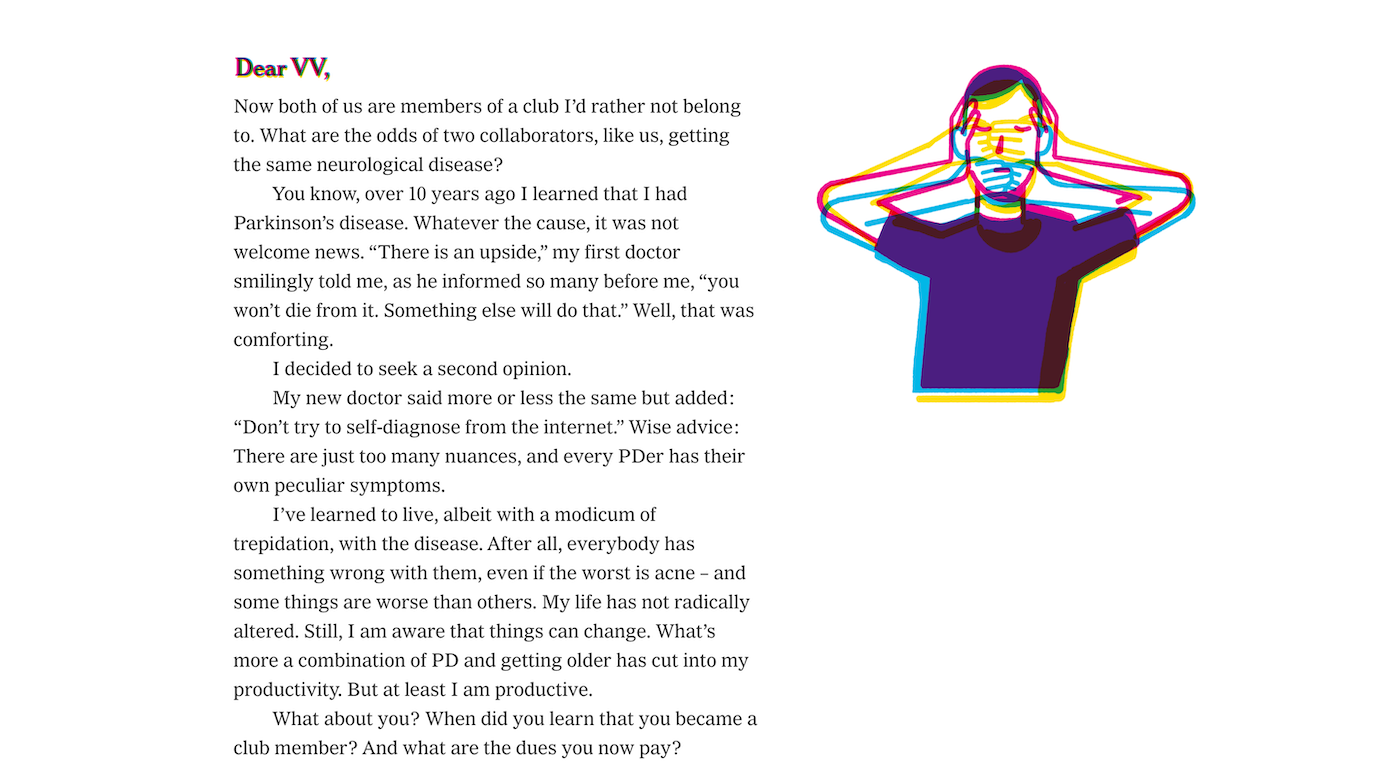 Dear VV,
Now both of us are members of a club I’d rather not belong
to. What are the odds of two collaborators, like us, getting
the same neurological disease?
You know, over 10 years ago I learned that I had
Parkinson’s disease. Whatever the cause, it was not
welcome news. “There is an upside,” my first doctor
smilingly told me, as he informed so many before me, “you
won’t die from it. Something else will do that.” Well, that was
comforting.
I decided to seek a second opinion.
My new doctor said more or less the same but added:
“Don’t try to self-diagnose from the internet.” Wise advice:
There are just too many nuances, and every PDer has their
own peculiar symptoms.
I’ve learned to live, albeit with a modicum of
trepidation, with the disease. After all, everybody has
something wrong with them, even if the worst is acne – and
some things are worse than others. My life has not radically
altered. Still, I am aware that things can change. What’s
more a combination of PD and getting older has cut into my
productivity. But at least I am productive.
What about you? When did you learn that you became a
club member? And what are the dues you now pay?